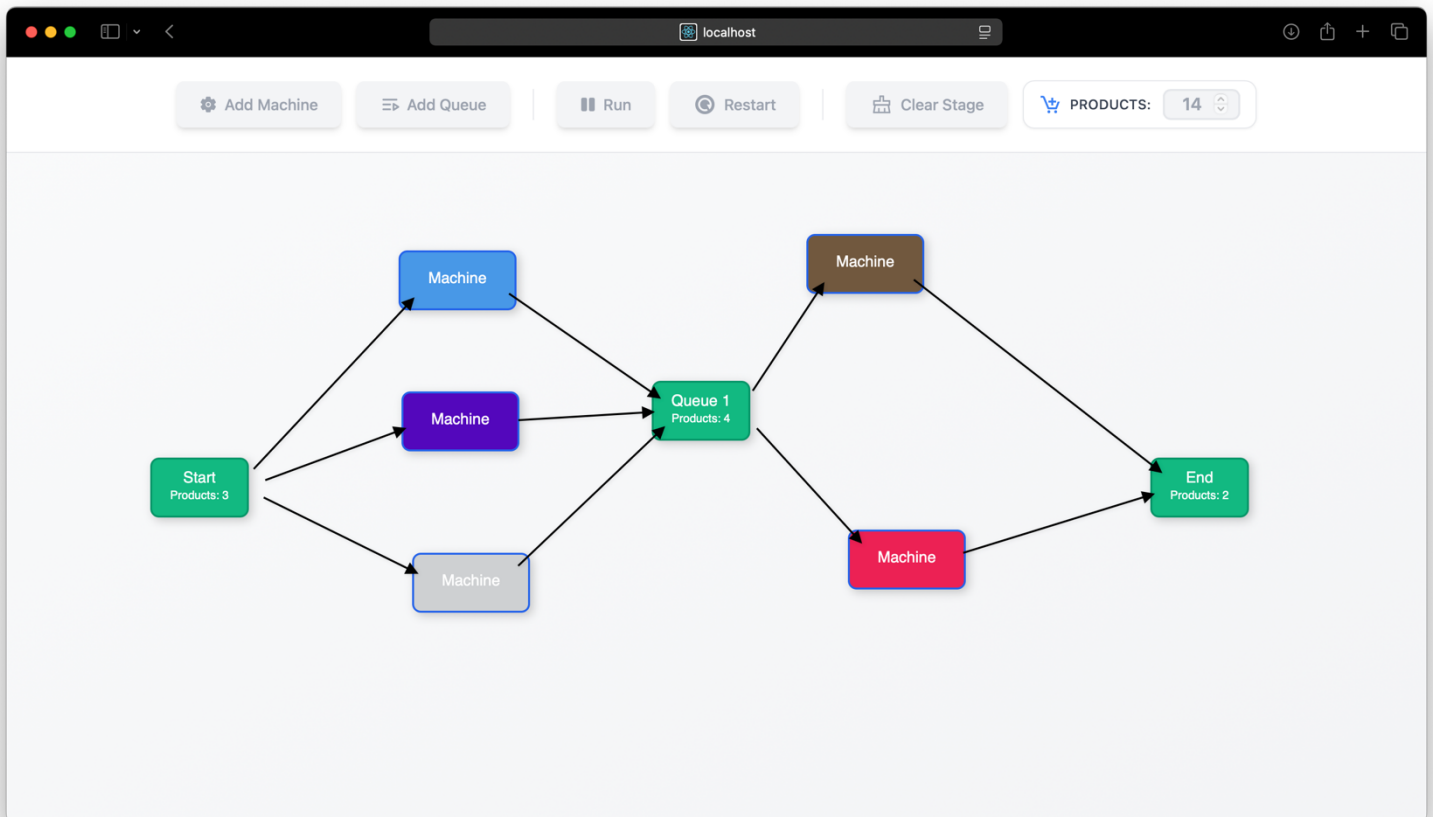 localhost
Add Machine
Add Queue
Run
Restart
Clear Stage
PRODUCTS:
14
Machine
Machine
Machine
Queue 1
Products: 4
Start
Products: 3
Machine
Machine
End
Products: 2